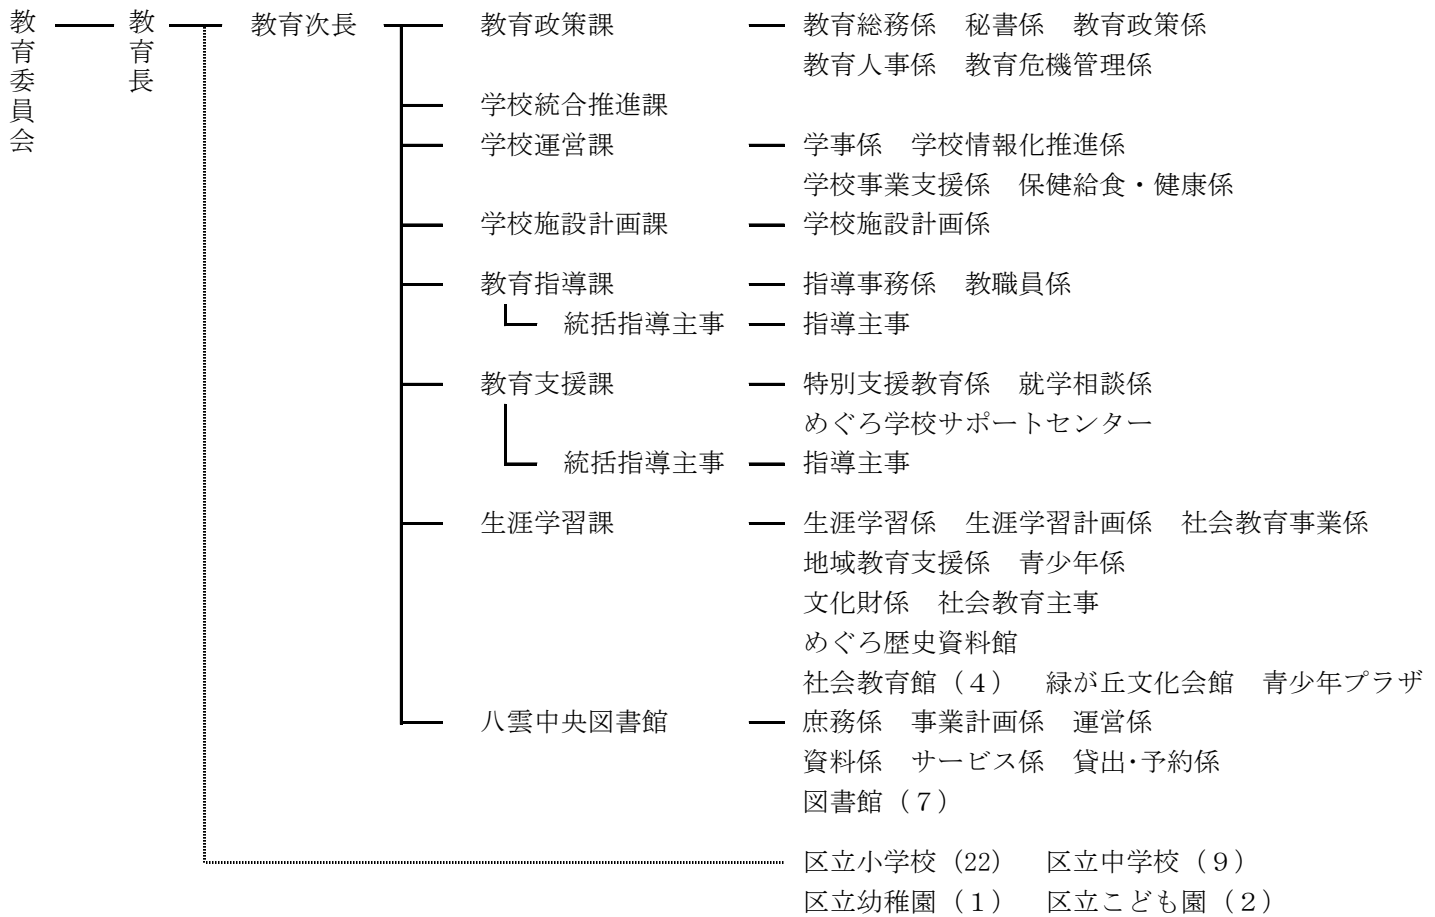 教育委員会
教育長
教育次長
教育政策課
教育総務係　秘書係　教育政策係
教育人事係　教育危機管理係
学校統合推進課
学校運営課
学事係　学校情報化推進係
学校事業支援係　保健給食・健康係
学校施設計画課
学校施設計画係
教育指導課
指導事務係　教職員係
統括指導主事
指導主事
教育支援課
特別支援教育係　就学相談係
めぐろ学校サポートセンター
統括指導主事
指導主事
生涯学習課
生涯学習係　生涯学習計画係　社会教育事業係
地域教育支援係　青少年係
文化財係　社会教育主事
めぐろ歴史資料館
社会教育館（４）　緑が丘文化会館　青少年プラザ
八雲中央図書館
庶務係　事業計画係　運営係
資料係　サービス係　貸出･予約係
図書館（７）
区立小学校（22）　区立中学校（９）
区立幼稚園（１）　区立こども園（２）